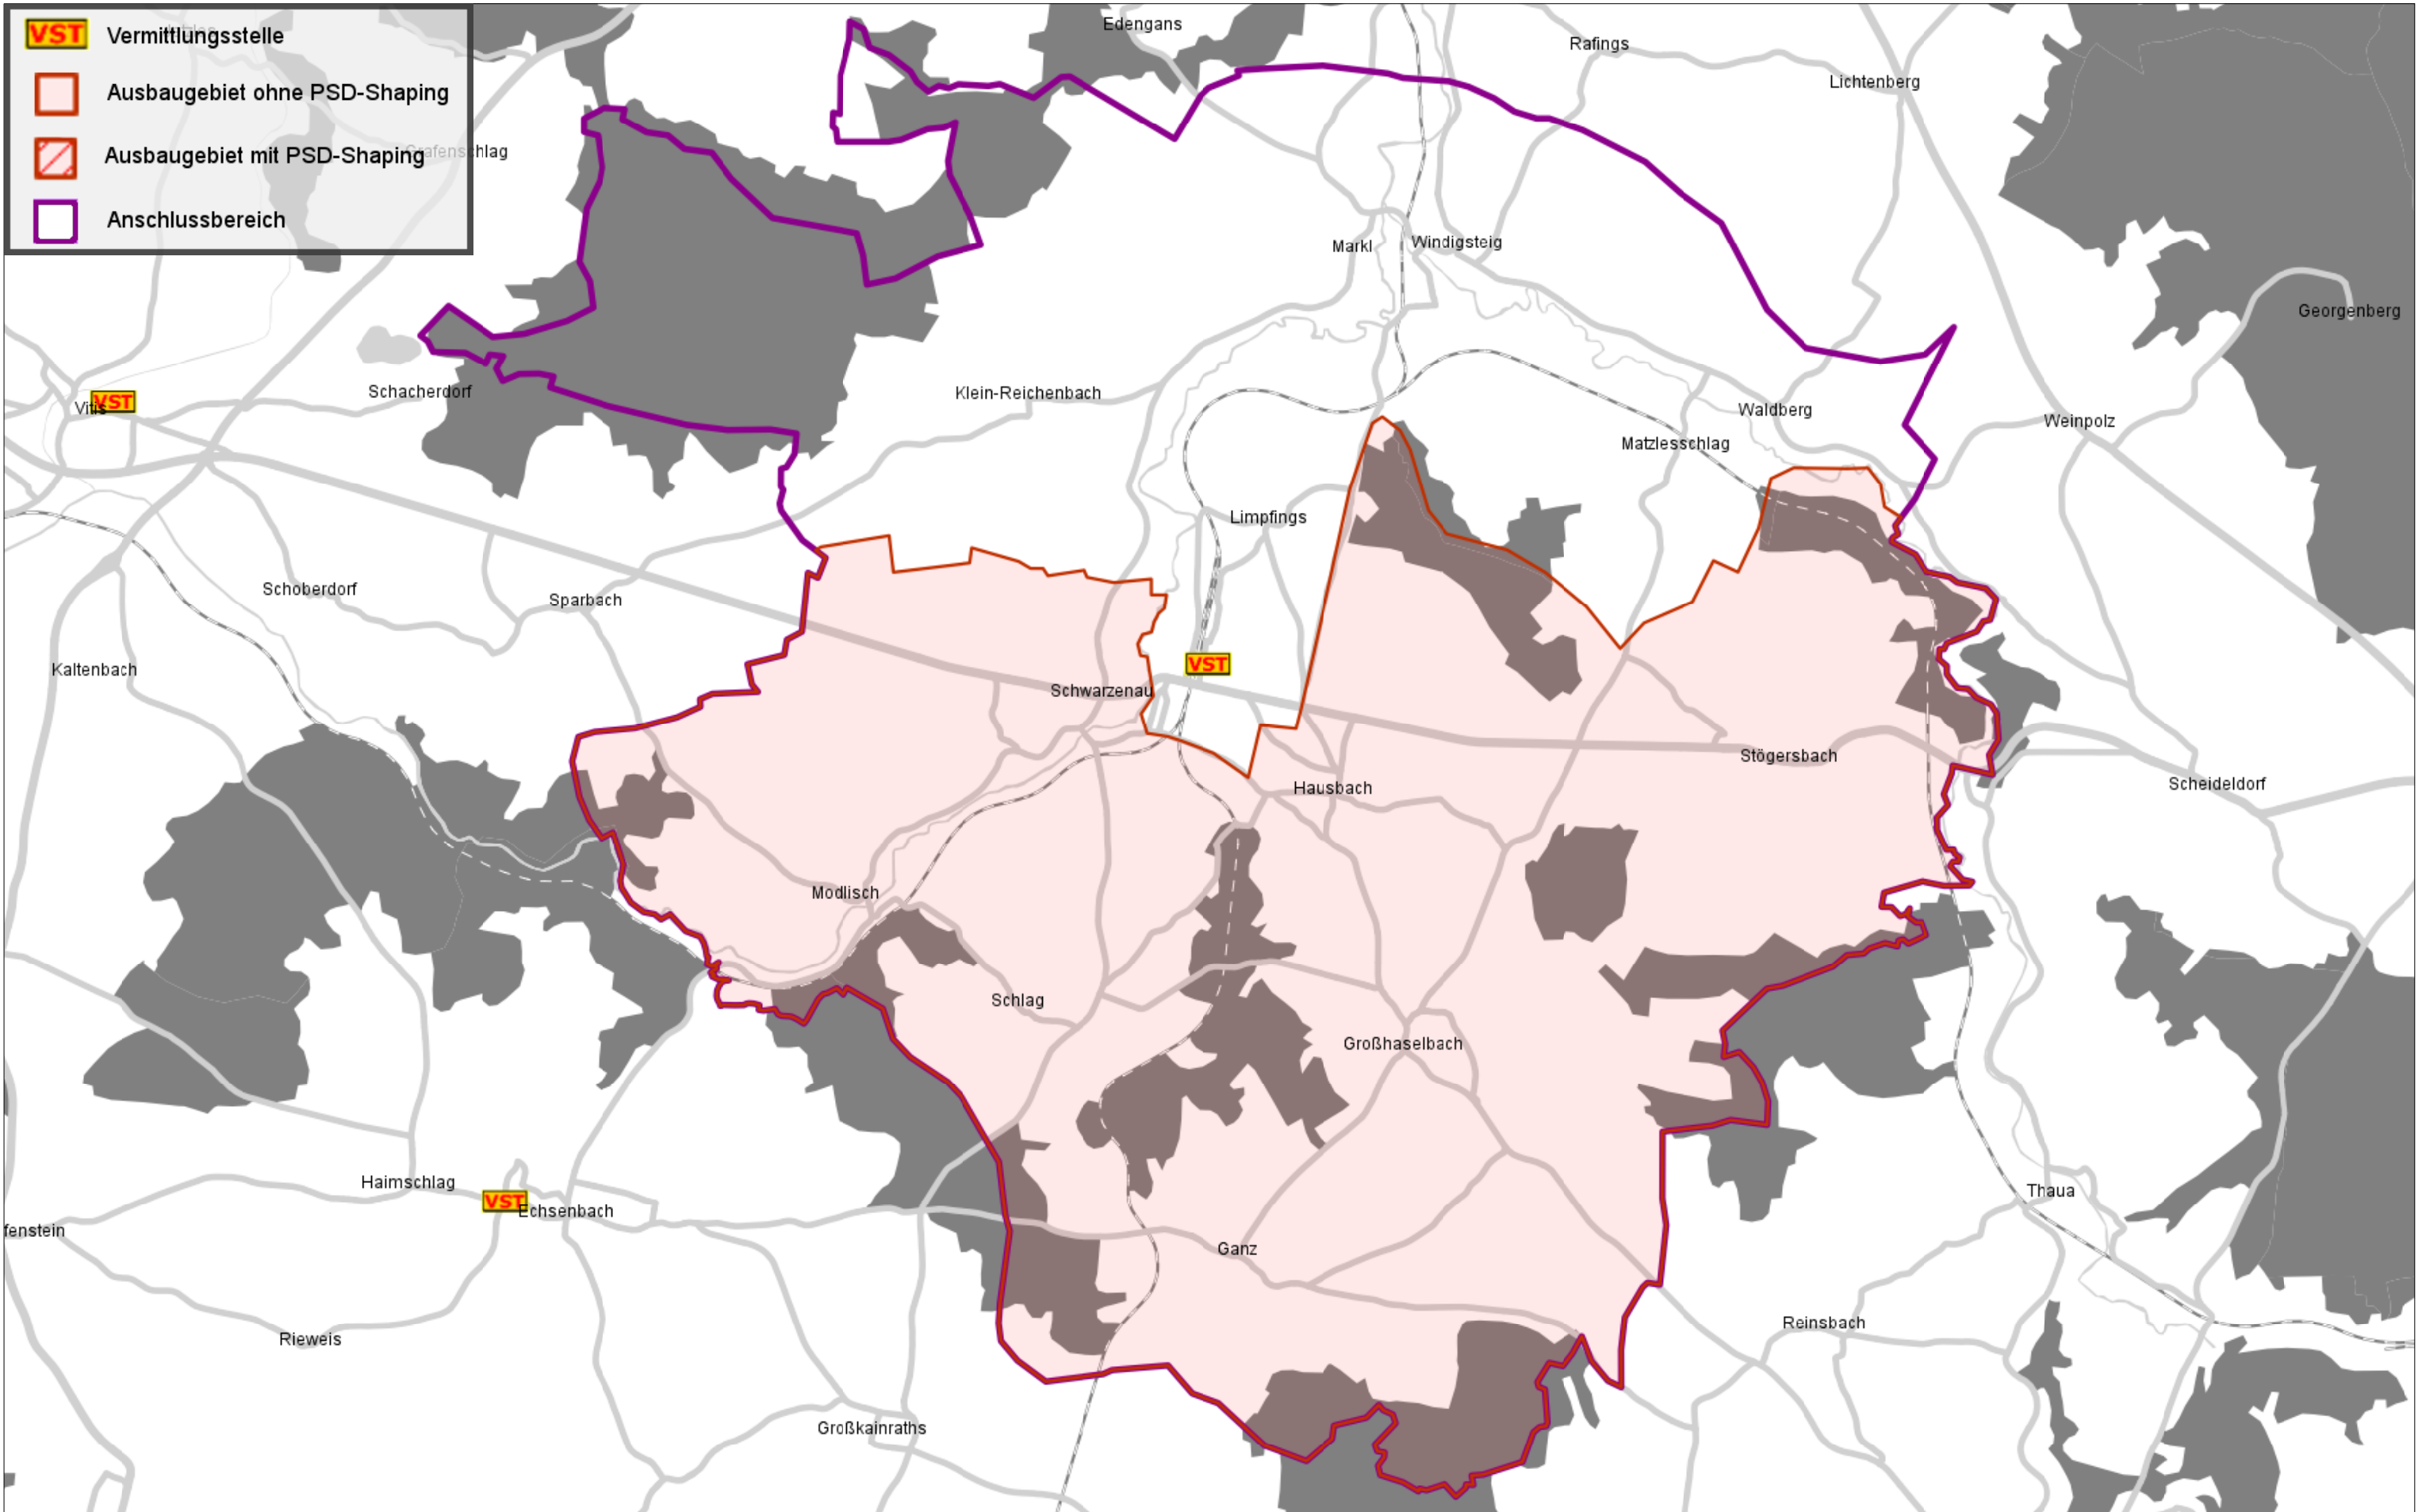 VST Vermittlungsstelle
Ausbaugebiet ohne PSD-Shaping
Ausbaugebiet mit PSD-Shaping
Anschlussbereich
Edengans
Rafings
Lichtenberg
Grafenschlag
Markl
Windigsteig
Georgenberg
Schacherdorf
Klein-Reichenbach
Vitis
VST
Waldberg
Weinpolz
Matzlesschlag
Limpfings
Schoberdorf
Sparbach
Kaltenbach
VST
Schwarzenau
Stögersbach
Hausbach
Scheideldorf
Modlisch
Schlag
Großhaselbach
Haimschlag
VST
Echsenbach
Thaua
fenstein
Ganz
Rieweis
Reinsbach
Großkainraths